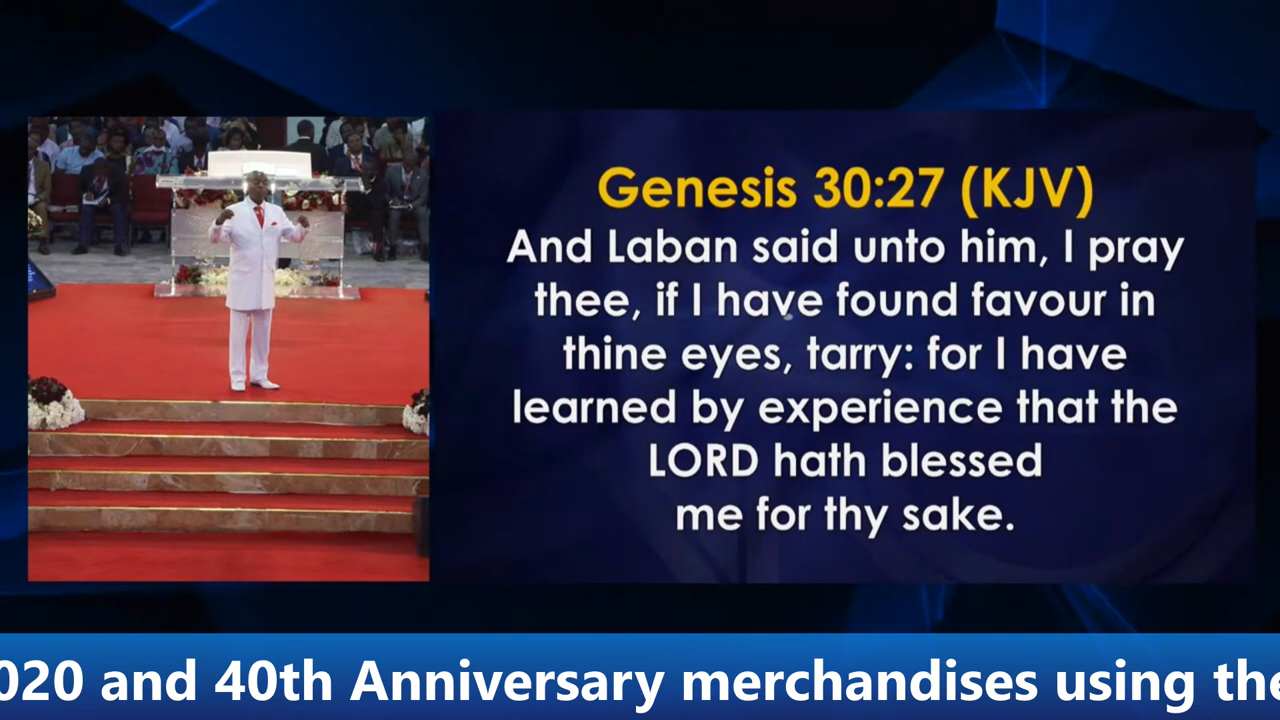 Genesis 30:27 (KJV)
And Laban said unto him, I pray
thee, if I have found favour in
thine eyes, tarry: for I have
learned by experience that the
LORD hath blessed
me for thy sake.
020 and 40th Anniversary merchandises using the